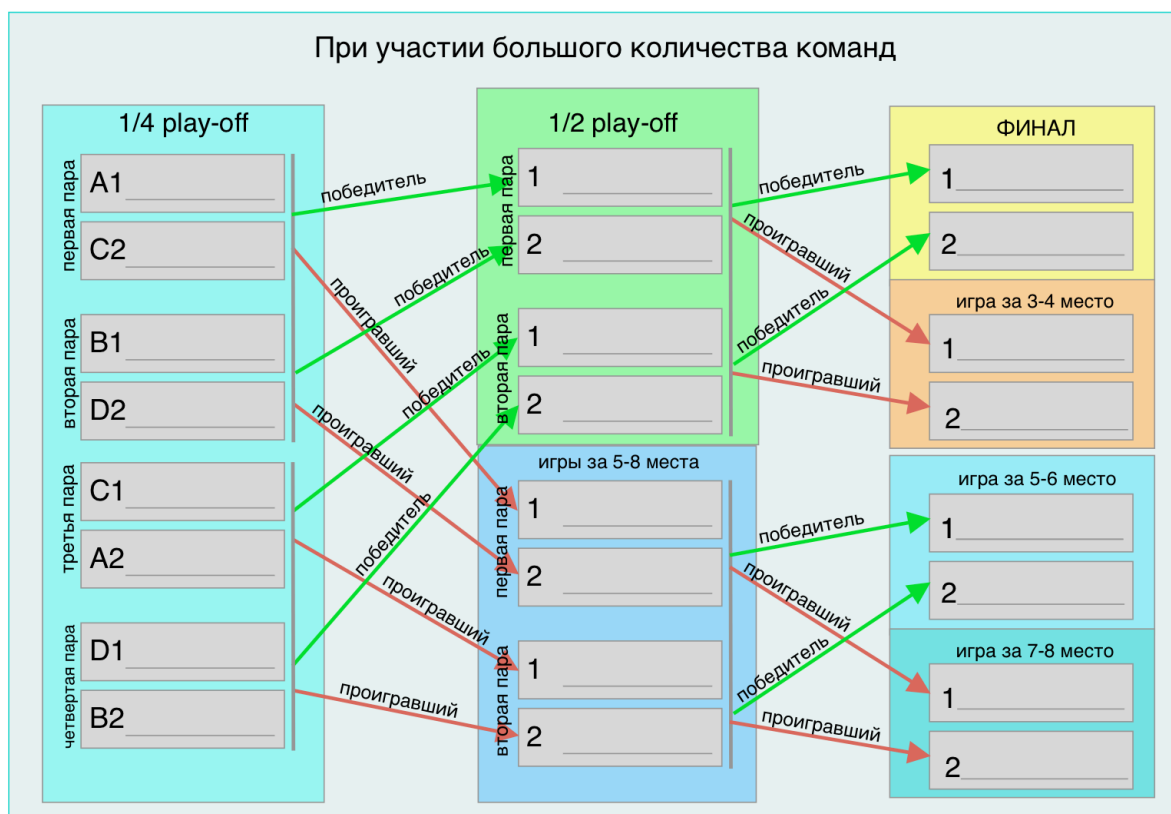 При участии большого количества команд
1/4 play-off
первая пара
A1
C2
вторая пара
B1
D2
третья пара
C1
A2
четвертая пара
D1
B2
победитель
проигравший
победитель
проигравший
победитель
проигравший
победитель
проигравший
1/2 play-off
первая пара
1
2
вторая пара
1
2
игры за 5-8 места
первая пара
1
2
вторая пара
1
2
победитель
проигравший
победитель
проигравший
победитель
проигравший
победитель
проигравший
ФИНАЛ
1
2
игра за 3-4 место
1
2
игра за 5-6 место
1
2
игра за 7-8 место
1
2